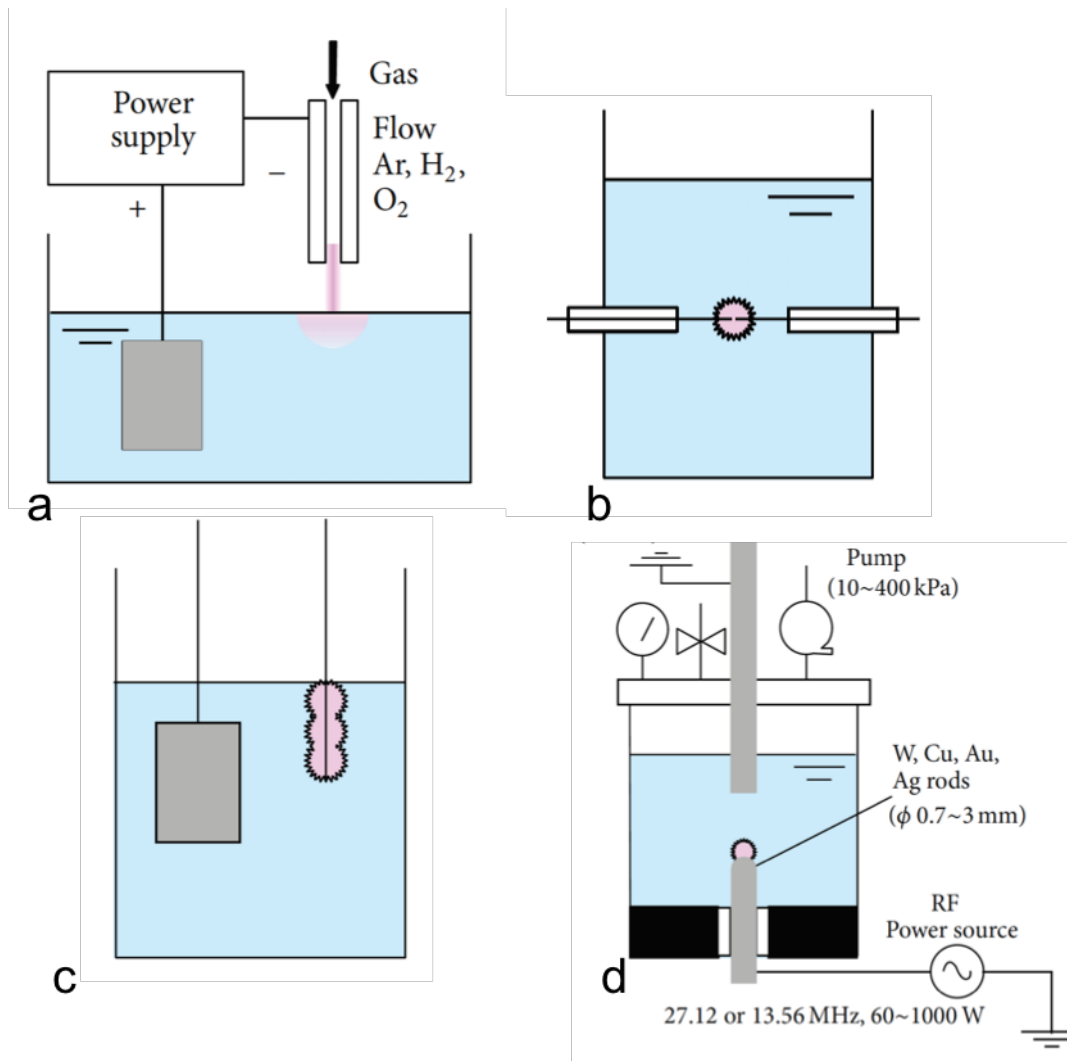 Power
supply
Gas
Flow
Ar, H₂,
O₂
−
+
a
b
c
Pump
(10~400 kPa)
W, Cu, Au,
Ag rods
(ϕ 0.7~3 mm)
RF
Power source
d
27.12 or 13.56 MHz, 60~1000 W